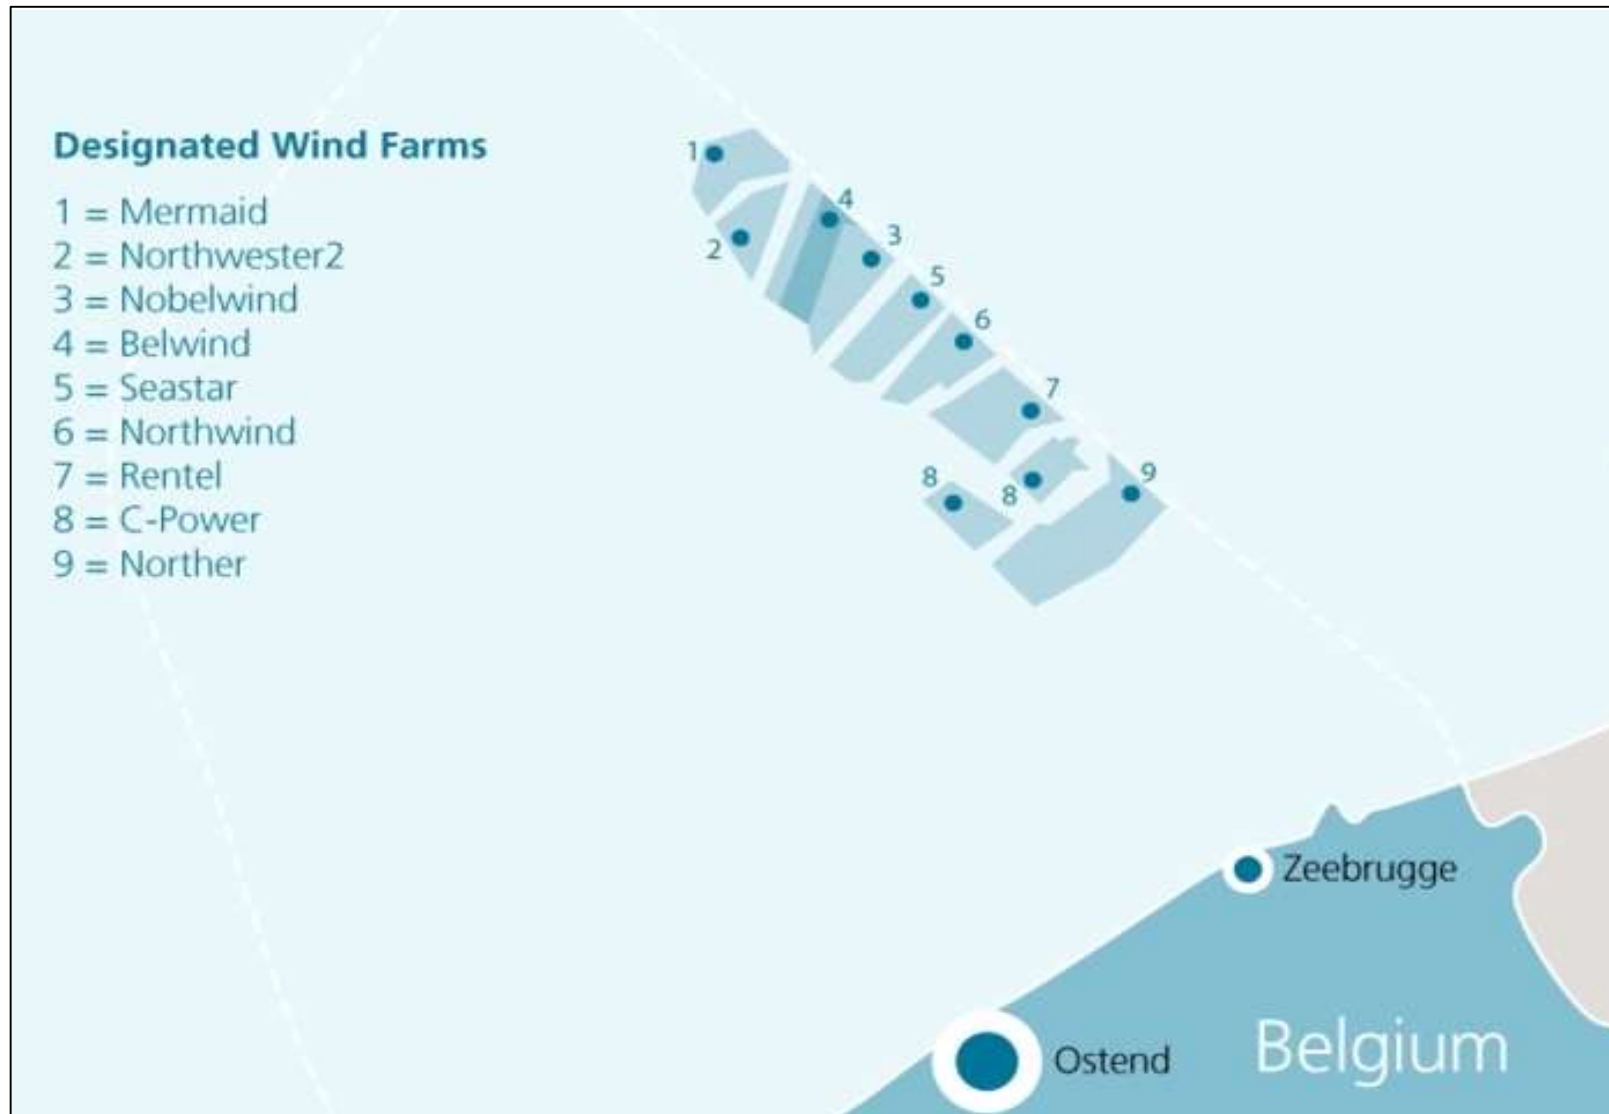 Designated Wind Farms
1 = Mermaid
2 = Northwester2
3 = Nobelwind
4 = Belwind
5 = Seastar
6 = Northwind
7 = Rentel
8 = C-Power
9 = Norther
1
4
2
3
5
6
7
8
8
9
Zeebrugge
Ostend
Belgium